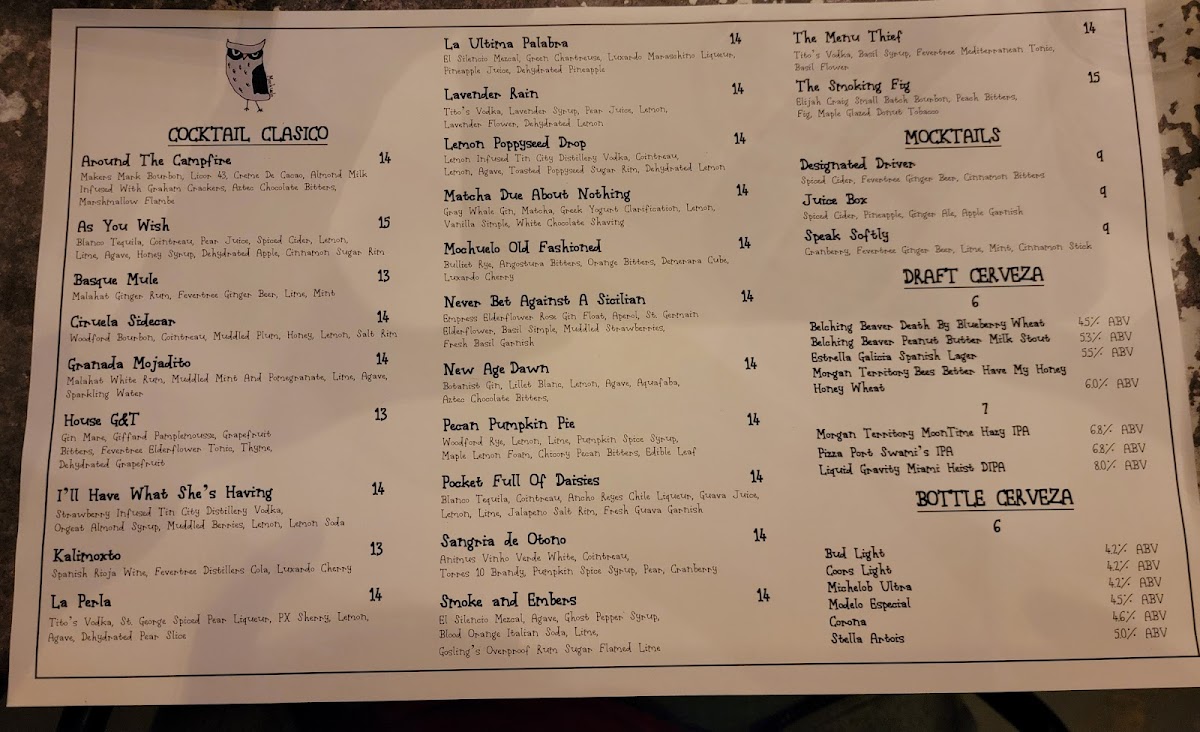 COCKTAIL CLASICO
Around The Campfire 14
Makers Mark Bourbon, Licor 43, Creme De Cacao, Almond Milk
Infused With Graham Crackers, Aztec Chocolate Bitters,
Marshmallow Flambe
As You Wish 15
Blanco Tequila, Cointreau, Pear Juice, Spiced Cider, Lemon,
Lime, Agave, Honey Syrup, Dehydrated Apple, Cinnamon Sugar Rim
Basque Mule 13
Malahat Ginger Rum, Fevertree Ginger Beer, Lime, Mint
Ciruela Sidecar 14
Woodford Bourbon, Cointreau, Muddled Plum, Honey, Lemon, Salt Rim
Granada Mojadito 14
Malahat White Rum, Muddled Mint And Pomegranate, Lime, Agave,
Sparkling Water
House G&T 13
Gin Mare, Giffard Pamplemousse, Grapefruit
Bitters, Fevertree Elderflower Tonic, Thyme,
Dehydrated Grapefruit
I'll Have What She's Having 14
Strawberry Infused Tin City Distillery Vodka,
Orgeat Almond Syrup, Muddled Berries, Lemon, Lemon Soda
Kalimoxto 13
Spanish Rioja Wine, Fevertree Distillers Cola, Luxardo Cherry
La Perla 14
Tito's Vodka, St. George Spiced Pear Liqueur, PX Sherry, Lemon,
Agave, Dehydrated Pear Slice
La Ultima Palabra 14
El Silencio Mezcal, Green Chartreuse, Luxardo Maraschino Liqueur,
Pineapple Juice, Dehydrated Pineapple
Lavender Rain 14
Tito's Vodka, Lavender Syrup, Pear Juice, Lemon,
Lavender Flower, Dehydrated Lemon
Lemon Poppyseed Drop 14
Lemon Infused Tin City Distillery Vodka, Cointreau,
Lemon, Agave, Toasted Poppyseed Sugar Rim, Dehydrated Lemon
Matcha Due About Nothing 14
Gray Whale Gin, Matcha, Greek Yogurt Clarification, Lemon,
Vanilla Simple, White Chocolate Shaving
Mochuelo Old Fashioned 14
Bulliet Rye, Angostura Bitters, Orange Bitters, Demerara Cube,
Luxardo Cherry
Never Bet Against A Sicilian 14
Empress Elderflower Rose Gin Float, Aperol, St. Germain
Elderflower, Basil Simple, Muddled Strawberries,
Fresh Basil Garnish
New Age Dawn 14
Botanist Gin, Lillet Blanc, Lemon, Agave, Aquafaba,
Aztec Chocolate Bitters,
Pecan Pumpkin Pie 14
Woodford Rye, Lemon, Lime, Pumpkin Spice Syrup,
Maple Lemon Foam, Chicory Pecan Bitters, Edible Leaf
Pocket Full Of Daisies 14
Blanco Tequila, Cointreau, Ancho Reyes Chile Liqueur, Guava Juice,
Lemon, Lime, Jalapeno Salt Rim, Fresh Guava Garnish
Sangria de Otono 14
Animus Vinho Verde White, Cointreau,
Torres 10 Brandy, Pumpkin Spice Syrup, Pear, Cranberry
Smoke and Embers 14
El Silencio Mezcal, Agave, Ghost Pepper Syrup,
Blood Orange Italian Soda, Lime,
Gosling's Overproof Rum Sugar Flamed Lime
The Menu Thief 14
Tito's Vodka, Basil Syrup, Fevertree Mediterranean Tonic,
Basil Flower
The Smoking Fig 15
Elijah Craig Small Batch Bourbon, Peach Bitters,
Fig, Maple Glazed Donut Tobacco
MOCKTAILS
Designated Driver 9
Spiced Cider, Fevertree Ginger Beer, Cinnamon Bitters
Juice Box 9
Spiced Cider, Pineapple, Ginger Ale, Apple Garnish
Speak Softly 9
Cranberry, Fevertree Ginger Beer, Lime, Mint, Cinnamon Stick
DRAFT CERVEZA
6
Belching Beaver Death By Blueberry Wheat 4.5% ABV
Belching Beaver Peanut Butter Milk Stout 5.3% ABV
Estrella Galicia Spanish Lager 5.5% ABV
Morgan Territory Bees Better Have My Honey
Honey Wheat 6.0% ABV
7
Morgan Territory MoonTime Hazy IPA 6.8% ABV
Pizza Port Swami's IPA 6.8% ABV
Liquid Gravity Miami Heist DIPA 8.0% ABV
BOTTLE CERVEZA
6
Bud Light 4.2% ABV
Coors Light 4.2% ABV
Michelob Ultra 4.2% ABV
Modelo Especial 4.5% ABV
Corona 4.6% ABV
Stella Artois 5.0% ABV